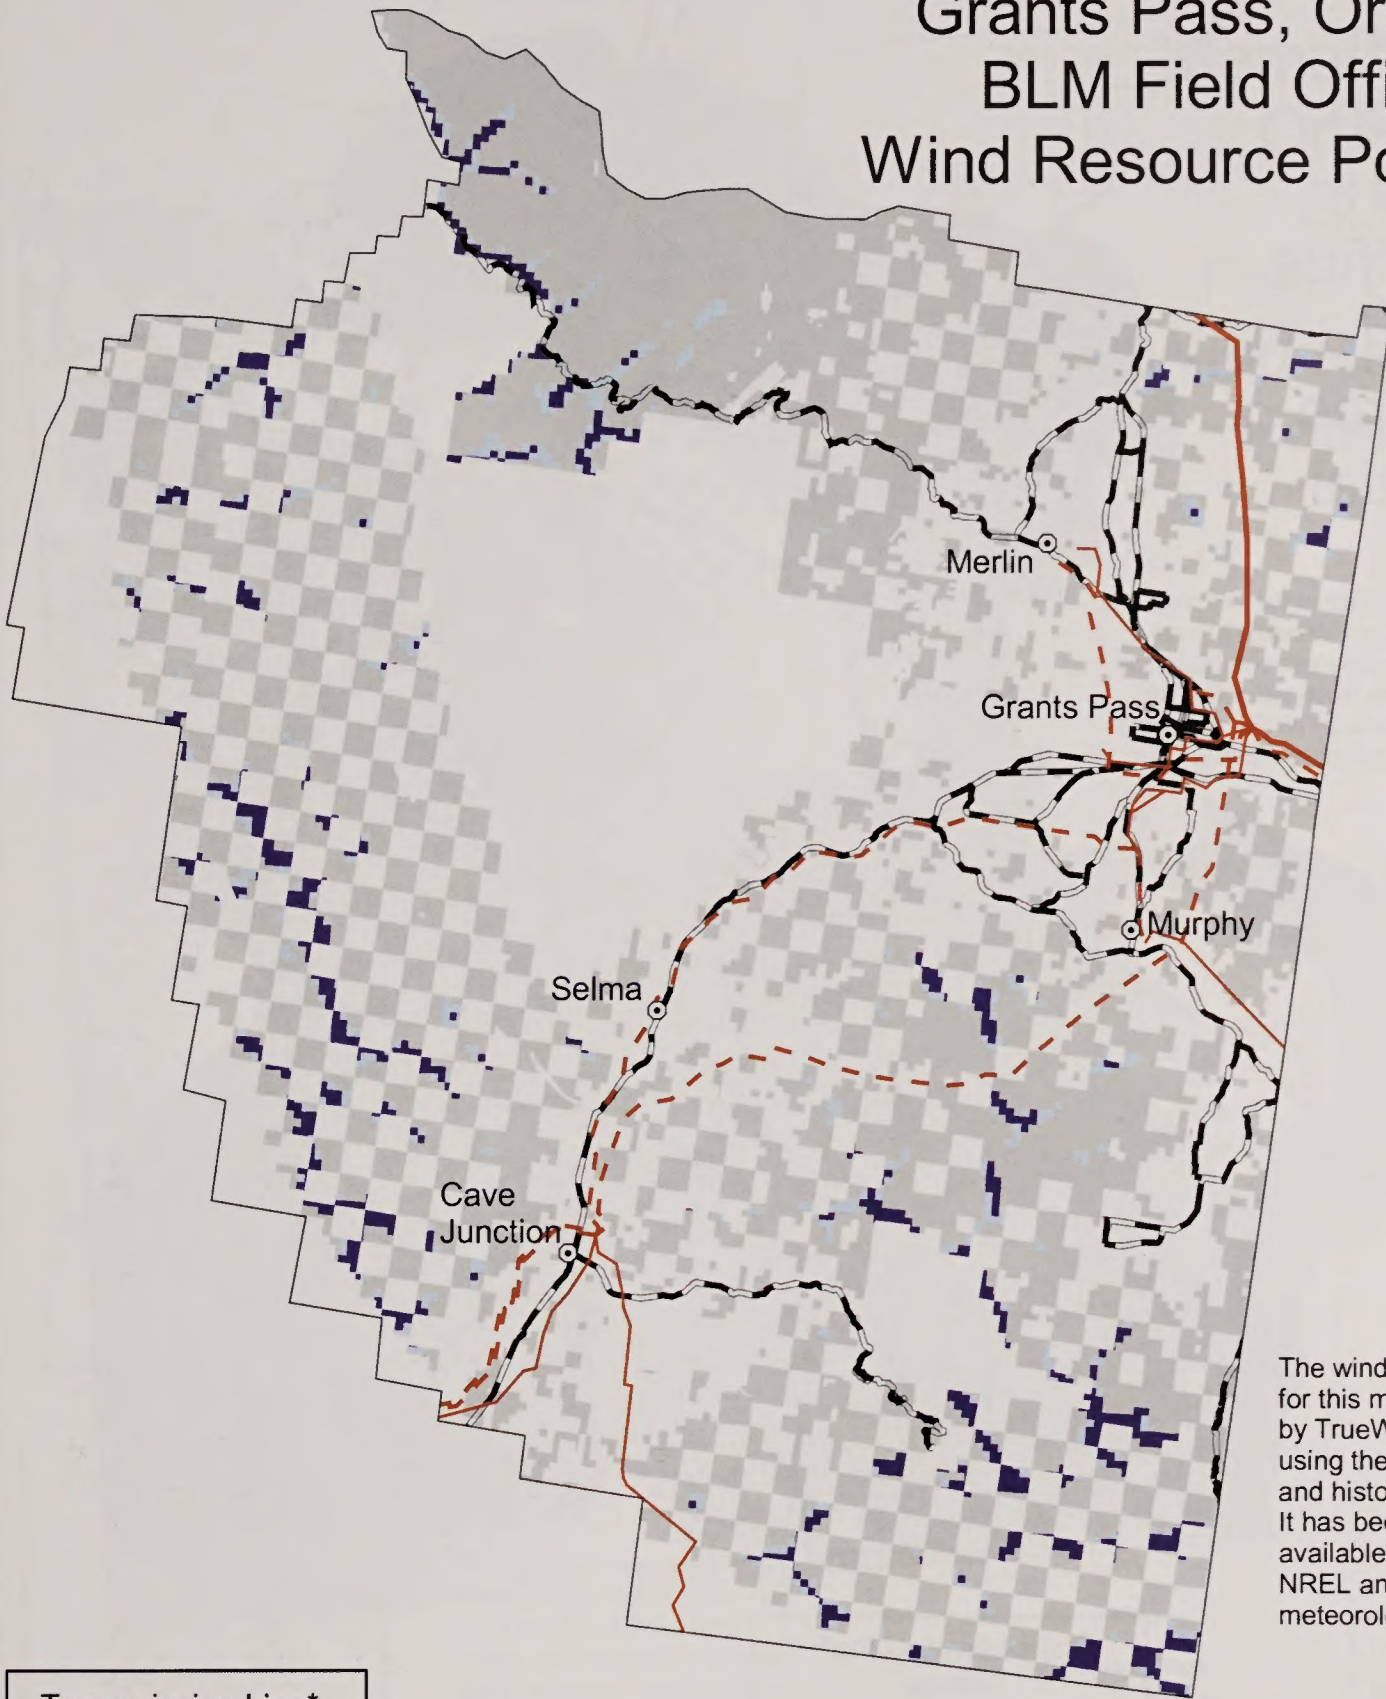 Grants Pass, Or
BLM Field Offi
Wind Resource Po
Merlin
Grants Pass
Murphy
Selma
Cave
Junction
The wind
for this m
by TrueW
using the
and histo
It has bee
available
NREL an
meteorol